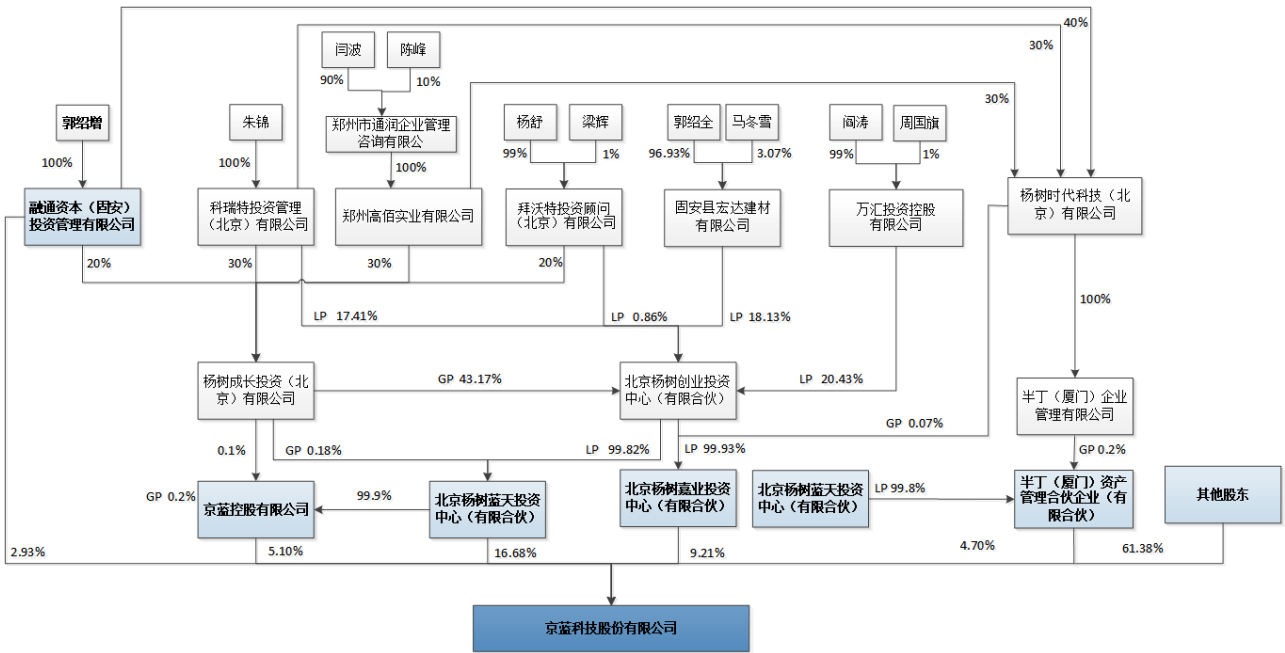 40%
30%
闫波
陈峰
90%
10%
30%
郭绍增
朱锦
郑州市通润企业管理
咨询有限公
杨舒
梁辉
郭绍全
马冬雪
阎涛
周国旗
100%
100%
100%
99%
1%
96.93%
3.07%
99%
1%
融通资本（固安）
投资管理有限公司
科瑞特投资管理
（北京）有限公司
郑州高佰实业有限公司
拜沃特投资顾问
（北京）有限公司
固安县宏达建材
有限公司
万汇投资控股
有限公司
杨树时代科技（北
京）有限公司
20%
30%
30%
20%
100%
LP 17.41%
LP 0.86%
LP 18.13%
杨树成长投资（北
京）有限公司
GP 43.17%
北京杨树创业投资
中心（有限合伙）
LP 20.43%
半丁（厦门）企业
管理有限公司
GP 0.07%
0.1%
GP 0.18%
LP 99.82%
LP 99.93%
GP 0.2%
GP 0.2%
京蓝控股有限公司
99.9%
北京杨树蓝天投资
中心（有限合伙）
北京杨树嘉业投资
中心（有限合伙）
北京杨树蓝天投资
中心（有限合伙）
LP 99.8%
半丁（厦门）资产
管理合伙企业（有
限合伙）
其他股东
2.93%
5.10%
16.68%
9.21%
4.70%
61.38%
京蓝科技股份有限公司